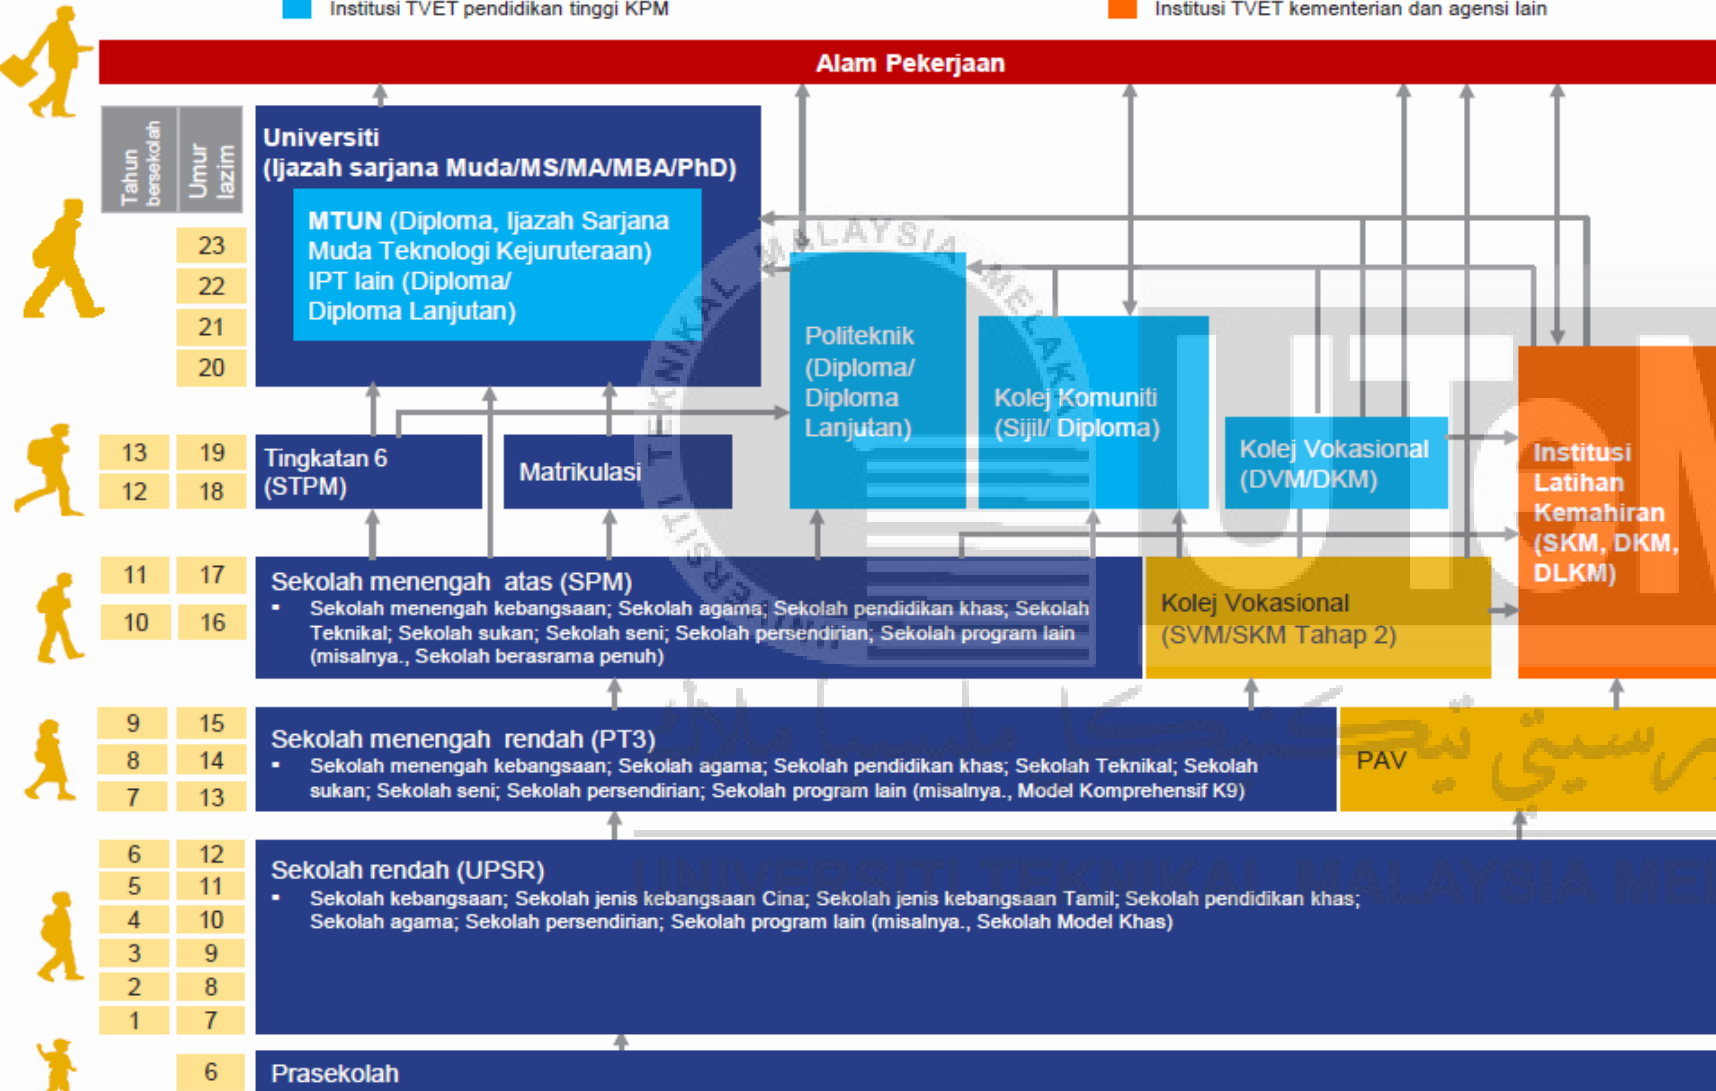 Institusi TVET pendidikan tinggi KPM
Institusi TVET kementerian dan agensi lain
Alam Pekerjaan
Tahun
bersekolah
Umur
lazim
Universiti
(Ijazah sarjana Muda/MS/MA/MBA/PhD)
MTUN (Diploma, Ijazah Sarjana
Muda Teknologi Kejuruteraan)
IPT lain (Diploma/
Diploma Lanjutan)
23
22
21
20
Politeknik
(Diploma/
Diploma
Lanjutan)
Kolej Komuniti
(Sijil/ Diploma)
Kolej Vokasional
(DVM/DKM)
Institusi
Latihan
Kemahiran
(SKM, DKM,
DLKM)
13 19
12 18
Tingkatan 6
(STPM)
Matrikulasi
11 17
10 16
Sekolah menengah atas (SPM)
▪ Sekolah menengah kebangsaan; Sekolah agama; Sekolah pendidikan khas; Sekolah
Teknikal; Sekolah sukan; Sekolah seni; Sekolah persendirian; Sekolah program lain
(misalnya., Sekolah berasrama penuh)
Kolej Vokasional
(SVM/SKM Tahap 2)
9 15
8 14
7 13
Sekolah menengah rendah (PT3)
▪ Sekolah menengah kebangsaan; Sekolah agama; Sekolah pendidikan khas; Sekolah Teknikal; Sekolah
sukan; Sekolah seni; Sekolah persendirian; Sekolah program lain (misalnya., Model Komprehensif K9)
PAV
6 12
5 11
4 10
3 9
2 8
1 7
Sekolah rendah (UPSR)
▪ Sekolah kebangsaan; Sekolah jenis kebangsaan Cina; Sekolah jenis kebangsaan Tamil; Sekolah pendidikan khas;
Sekolah agama; Sekolah persendirian; Sekolah program lain (misalnya., Sekolah Model Khas)
6
Prasekolah
UNIVERSITI TEKNIKAL MALAYSIA MELAKA
UTeM
UNIVERSITI TEKNIKAL MALAYSIA